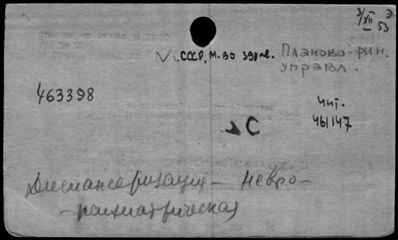 3/XII 53 Э.
СССР. М-во здрав. Планово-фин.
управл.
463398
Чит.
461147
С
Диспансеризация – невро-
-психиатрическая